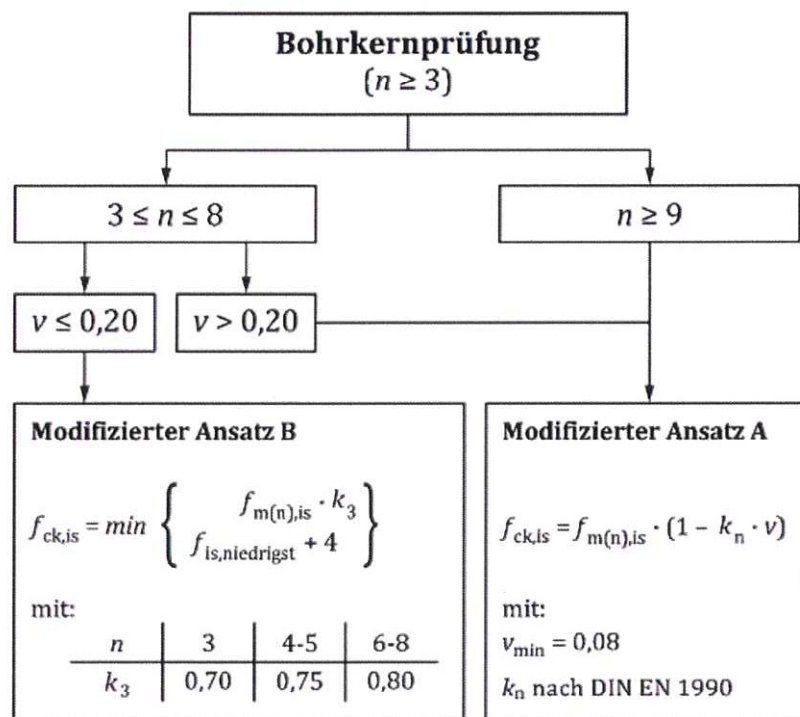 Bohrkernprüfung
(n ≥ 3)
3 ≤ n ≤ 8
n ≥ 9
v ≤ 0,20
v > 0,20
Modifizierter Ansatz B
f_ck,is = min { f_m(n),is · k_3
f_is,niedrigst + 4 }
mit:
n | 3 | 4-5 | 6-8
k_3 | 0,70 | 0,75 | 0,80
Modifizierter Ansatz A
f_ck,is = f_m(n),is · (1 – k_n · v)
mit:
v_min = 0,08
k_n nach DIN EN 1990